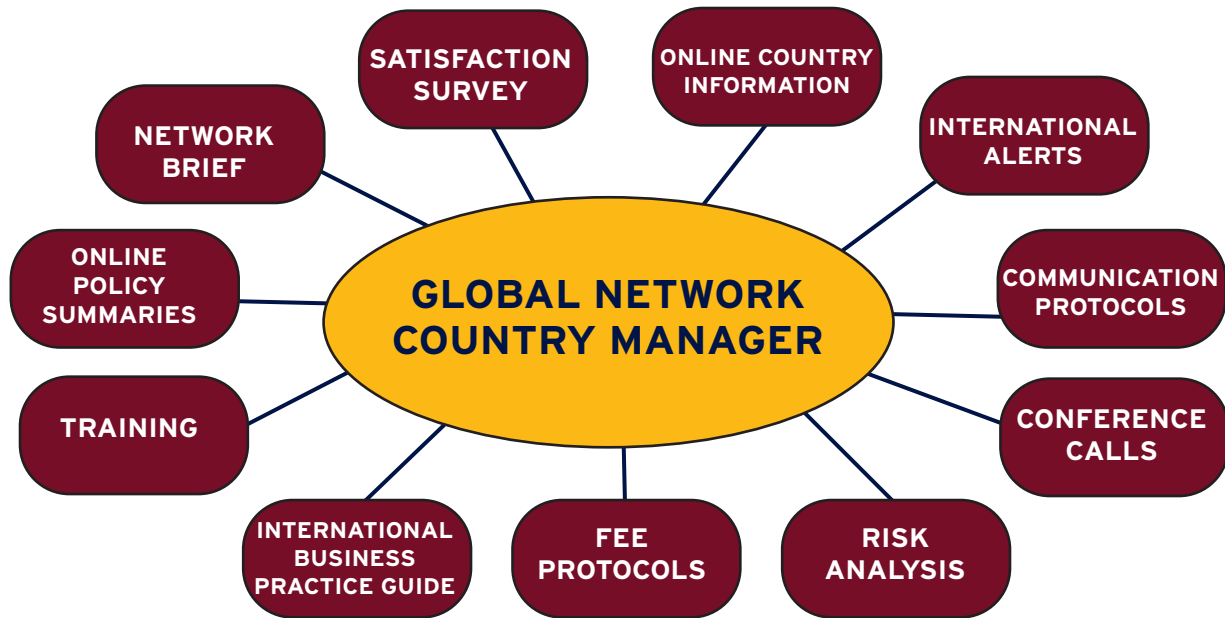 SATISFACTION
SURVEY
ONLINE COUNTRY
INFORMATION
NETWORK
BRIEF
INTERNATIONAL
ALERTS
ONLINE
POLICY
SUMMARIES
GLOBAL NETWORK
COUNTRY MANAGER
COMMUNICATION
PROTOCOLS
TRAINING
CONFERENCE
CALLS
INTERNATIONAL
BUSINESS
PRACTICE GUIDE
FEE
PROTOCOLS
RISK
ANALYSIS